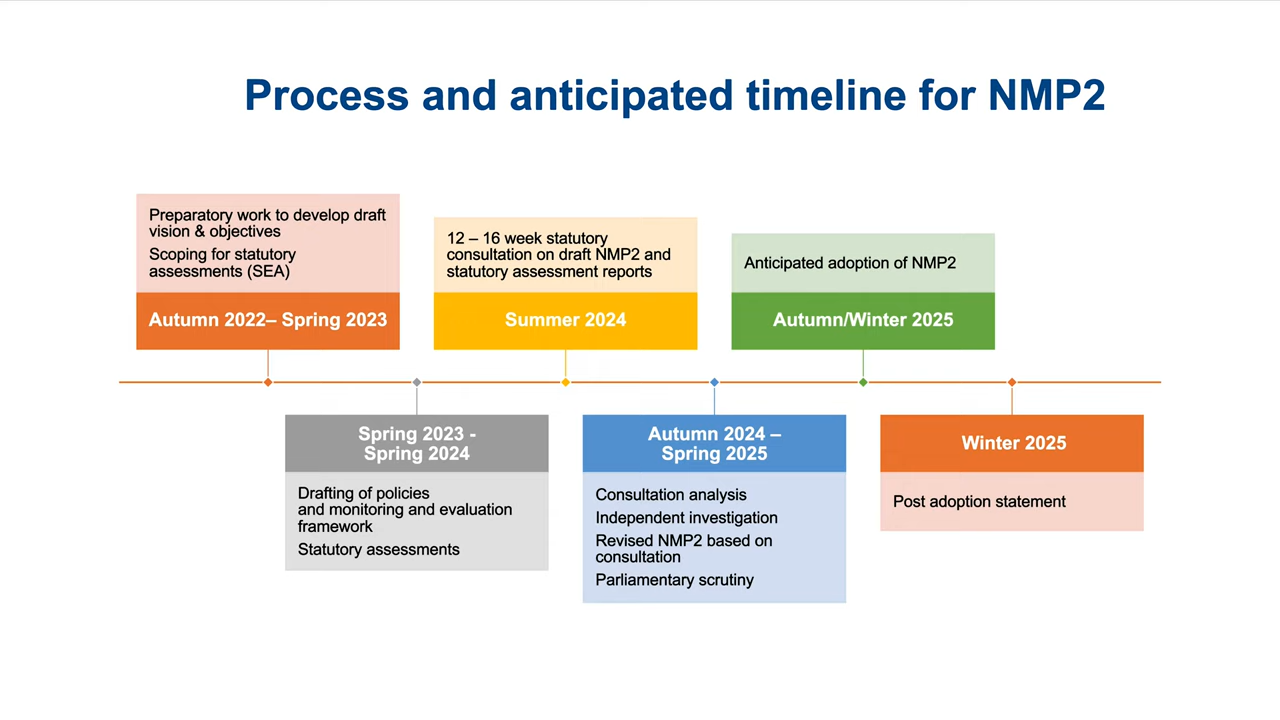 Process and anticipated timeline for NMP2
Preparatory work to develop draft
vision & objectives
Scoping for statutory
assessments (SEA)
Autumn 2022– Spring 2023
12 – 16 week statutory
consultation on draft NMP2 and
statutory assessment reports
Summer 2024
Anticipated adoption of NMP2
Autumn/Winter 2025
Spring 2023 -
Spring 2024
Drafting of policies
and monitoring and evaluation
framework
Statutory assessments
Autumn 2024 –
Spring 2025
Consultation analysis
Independent investigation
Revised NMP2 based on
consultation
Parliamentary scrutiny
Winter 2025
Post adoption statement